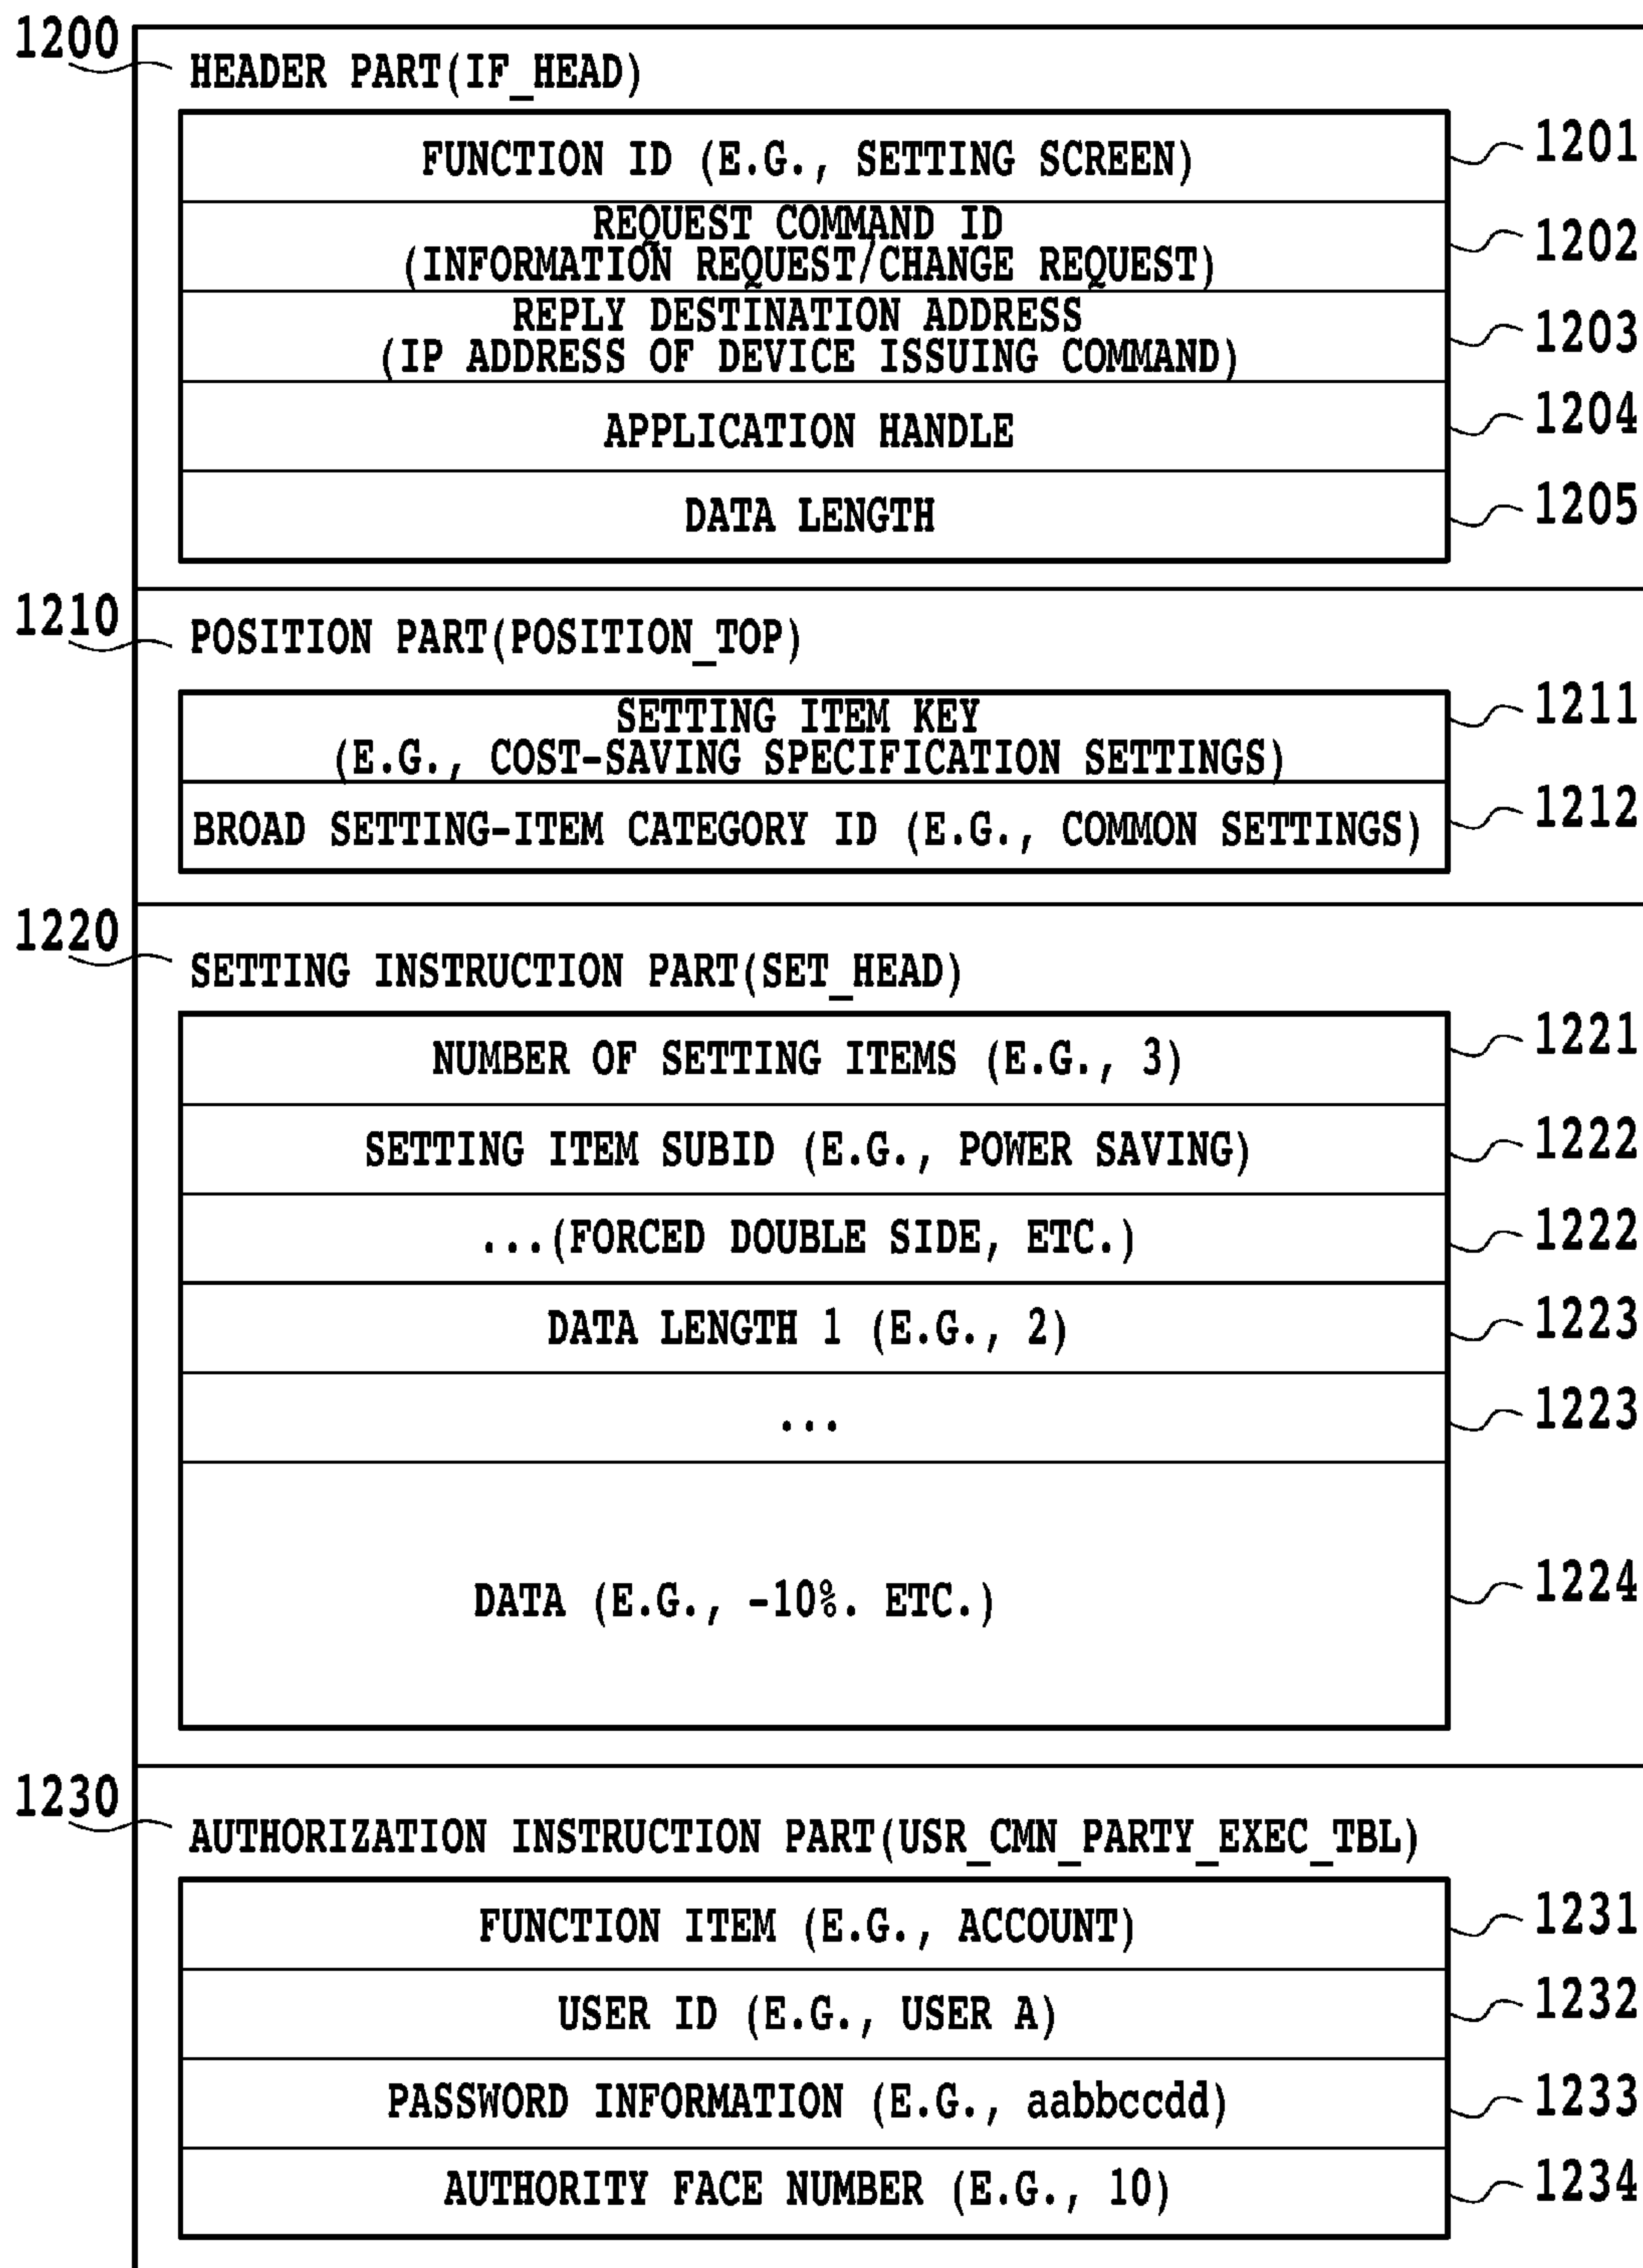 1200
HEADER PART(IF_HEAD)
FUNCTION ID (E.G., SETTING SCREEN)
1201
REQUEST COMMAND ID
(INFORMATION REQUEST/CHANGE REQUEST)
1202
REPLY DESTINATION ADDRESS
(IP ADDRESS OF DEVICE ISSUING COMMAND)
1203
APPLICATION HANDLE
1204
DATA LENGTH
1205
1210
POSITION PART(POSITION_TOP)
SETTING ITEM KEY
(E.G., COST-SAVING SPECIFICATION SETTINGS)
1211
BROAD SETTING-ITEM CATEGORY ID (E.G., COMMON SETTINGS)
1212
1220
SETTING INSTRUCTION PART(SET_HEAD)
NUMBER OF SETTING ITEMS (E.G., 3)
1221
SETTING ITEM SUBID (E.G., POWER SAVING)
1222
...(FORCED DOUBLE SIDE, ETC.)
1222
DATA LENGTH 1 (E.G., 2)
1223
...
1223
DATA (E.G., -10%. ETC.)
1224
1230
AUTHORIZATION INSTRUCTION PART(USR_CMN_PARTY_EXEC_TBL)
FUNCTION ITEM (E.G., ACCOUNT)
1231
USER ID (E.G., USER A)
1232
PASSWORD INFORMATION (E.G., aabbccdd)
1233
AUTHORITY FACE NUMBER (E.G., 10)
1234